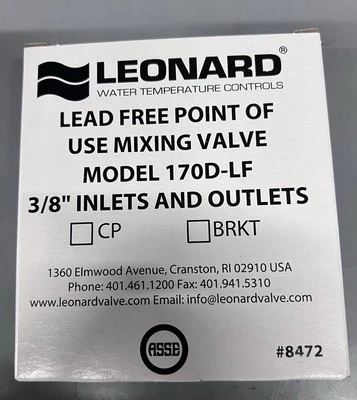 LEONARD®
WATER TEMPERATURE CONTROLS
LEAD FREE POINT OF
USE MIXING VALVE
MODEL 170D-LF
3/8" INLETS AND OUTLETS
CP BRKT
1360 Elmwood Avenue, Cranston, RI 02910 USA
Phone: 401.461.1200 Fax: 401.941.5310
www.leonardvalve.com Email: info@leonardvalve.com
ASSE #8472